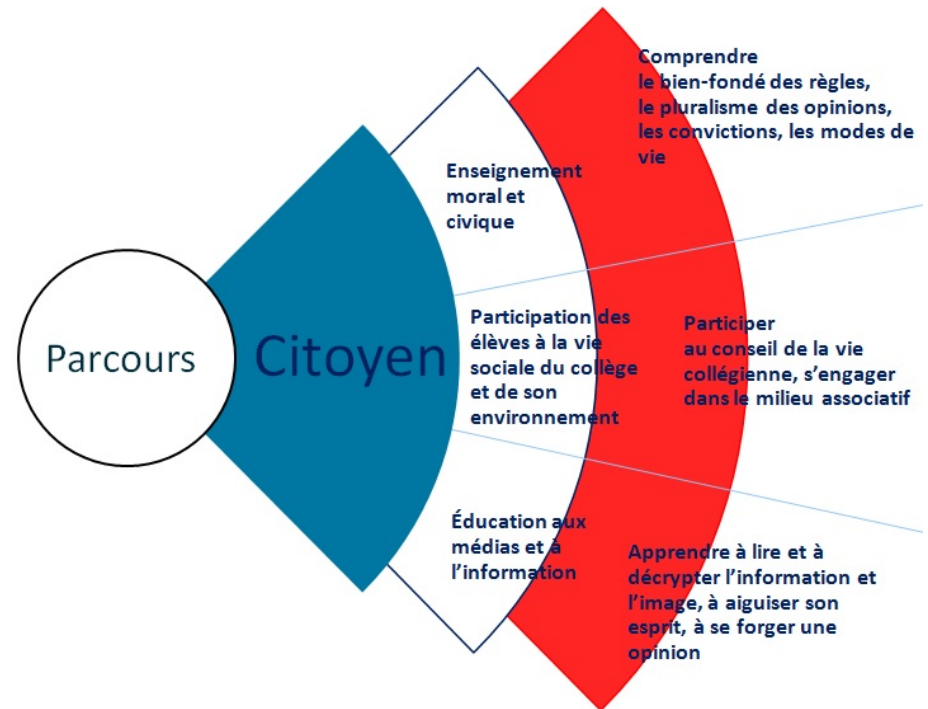 Parcours
Citoyen
Enseignement
moral et
civique
Participation des
élèves à la vie
sociale du collège
et de son
environnement
Éducation aux
médias et à
l’information
Comprendre
le bien-fondé des règles,
le pluralisme des opinions,
les convictions, les modes de
vie
Participer
au conseil de la vie
collégienne, s’engager
dans le milieu associatif
Apprendre à lire et à
décrypter l’information et
l’image, à aiguiser son
esprit, à se forger une
opinion